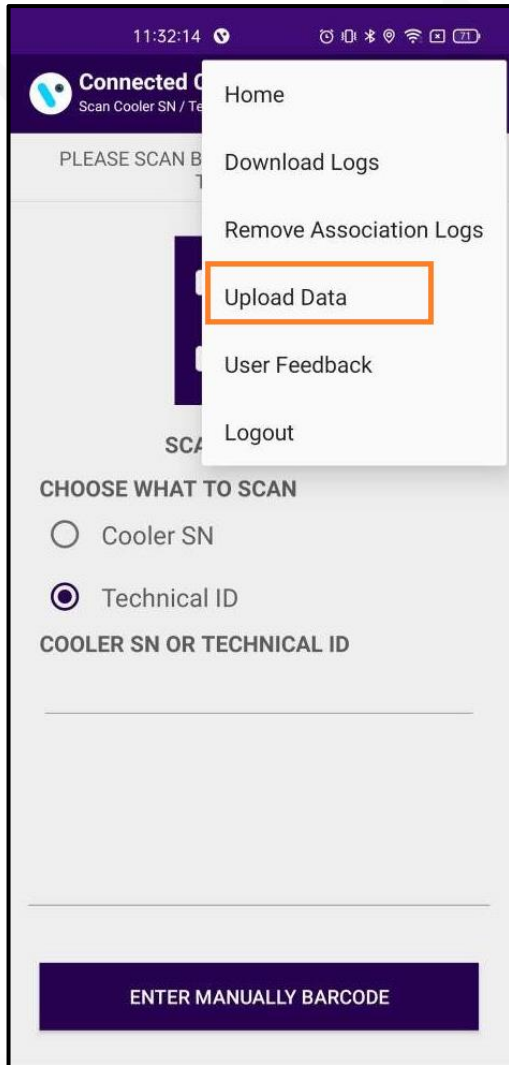 11:32:14
71
Connected C
Scan Cooler SN / Te
Home
PLEASE SCAN B
Download Logs
Remove Association Logs
Upload Data
User Feedback
Logout
SCA
CHOOSE WHAT TO SCAN
Cooler SN
Technical ID
COOLER SN OR TECHNICAL ID
ENTER MANUALLY BARCODE